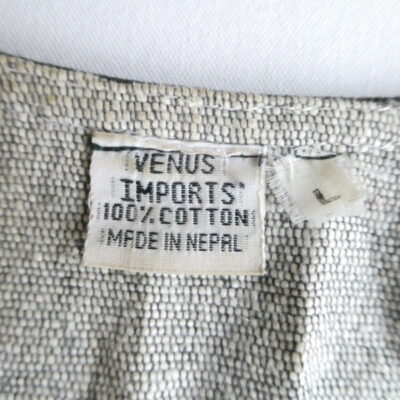 VENUS
IMPORTS
100% COTTON
MADE IN NEPAL
L